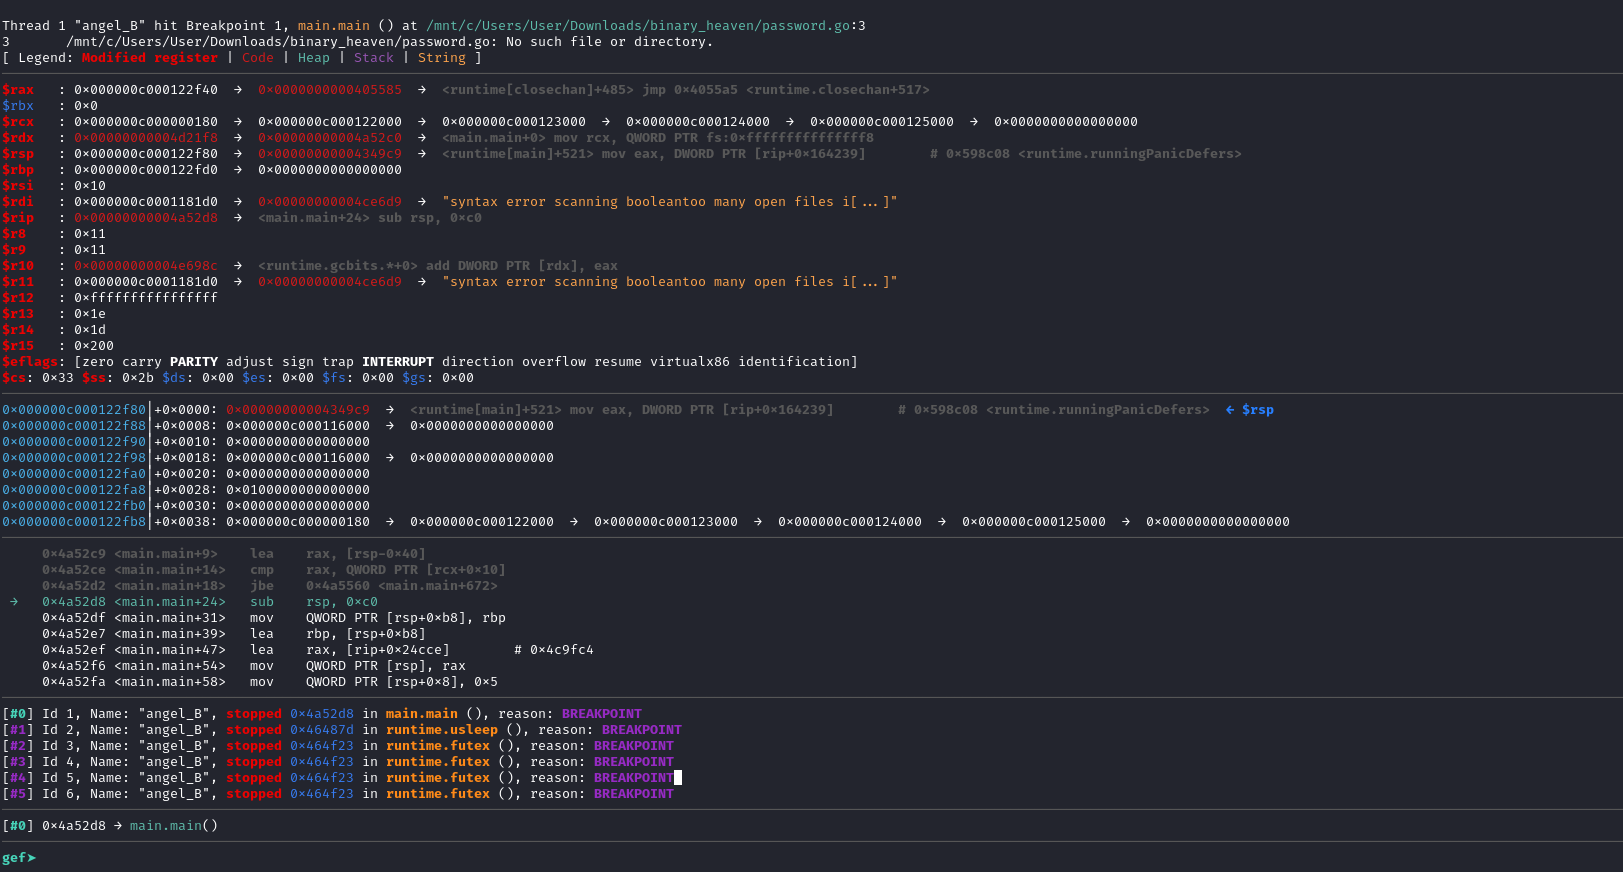 Thread 1 "angel_B" hit Breakpoint 1, main.main () at /mnt/c/Users/User/Downloads/binary_heaven/password.go:3
3       /mnt/c/Users/User/Downloads/binary_heaven/password.go: No such file or directory.
[ Legend: Modified register | Code | Heap | Stack | String ]
$rax   : 0×000000c000122f40  →  0×0000000000405585  →  <runtime[closechan]+485> jmp 0×4055a5 <runtime.closechan+517>
$rbx   : 0×0
$rcx   : 0×000000c000000180  →  0×000000c000122000  →  0×000000c000123000  →  0×000000c000124000  →  0×000000c000125000  →  0×0000000000000000
$rdx   : 0×00000000004d21f8  →  0×00000000004a52c0  →  <main.main+0> mov rcx, QWORD PTR fs:0×fffffffffffffff8
$rsp   : 0×000000c000122f80  →  0×00000000004349c9  →  <runtime[main]+521> mov eax, DWORD PTR [rip+0×164239]        # 0×598c08 <runtime.runningPanicDefers>
$rbp   : 0×000000c000122fd0  →  0×0000000000000000
$rsi   : 0×10
$rdi   : 0×000000c0001181d0  →  0×00000000004ce6d9  →  "syntax error scanning booleantoo many open files i[...]"
$rip   : 0×00000000004a52d8  →  <main.main+24> sub rsp, 0×c0
$r8    : 0×11
$r9    : 0×11
$r10   : 0×00000000004e698c  →  <runtime.gcbits.*+0> add DWORD PTR [rdx], eax
$r11   : 0×000000c0001181d0  →  0×00000000004ce6d9  →  "syntax error scanning booleantoo many open files i[...]"
$r12   : 0×ffffffffffffffff
$r13   : 0×1e
$r14   : 0×1d
$r15   : 0×200
$eflags: [zero carry PARITY adjust sign trap INTERRUPT direction overflow resume virtualx86 identification]
$cs: 0×33 $ss: 0×2b $ds: 0×00 $es: 0×00 $fs: 0×00 $gs: 0×00
0×000000c000122f80│+0×0000: 0×00000000004349c9  →  <runtime[main]+521> mov eax, DWORD PTR [rip+0×164239]        # 0×598c08 <runtime.runningPanicDefers>  ← $rsp
0×000000c000122f88│+0×0008: 0×000000c000116000  →  0×0000000000000000
0×000000c000122f90│+0×0010: 0×0000000000000000
0×000000c000122f98│+0×0018: 0×000000c000116000  →  0×0000000000000000
0×000000c000122fa0│+0×0020: 0×0000000000000000
0×000000c000122fa8│+0×0028: 0×0100000000000000
0×000000c000122fb0│+0×0030: 0×0000000000000000
0×000000c000122fb8│+0×0038: 0×000000c000000180  →  0×000000c000122000  →  0×000000c000123000  →  0×000000c000124000  →  0×000000c000125000  →  0×0000000000000000
     0×4a52c9 <main.main+9>    lea    rax, [rsp-0×40]
     0×4a52ce <main.main+14>   cmp    rax, QWORD PTR [rcx+0×10]
     0×4a52d2 <main.main+18>   jbe    0×4a5560 <main.main+672>
 →   0×4a52d8 <main.main+24>   sub    rsp, 0×c0
     0×4a52df <main.main+31>   mov    QWORD PTR [rsp+0×b8], rbp
     0×4a52e7 <main.main+39>   lea    rbp, [rsp+0×b8]
     0×4a52ef <main.main+47>   lea    rax, [rip+0×24cce]        # 0×4c9fc4
     0×4a52f6 <main.main+54>   mov    QWORD PTR [rsp], rax
     0×4a52fa <main.main+58>   mov    QWORD PTR [rsp+0×8], 0×5
[#0] Id 1, Name: "angel_B", stopped 0×4a52d8 in main.main (), reason: BREAKPOINT
[#1] Id 2, Name: "angel_B", stopped 0×46487d in runtime.usleep (), reason: BREAKPOINT
[#2] Id 3, Name: "angel_B", stopped 0×464f23 in runtime.futex (), reason: BREAKPOINT
[#3] Id 4, Name: "angel_B", stopped 0×464f23 in runtime.futex (), reason: BREAKPOINT
[#4] Id 5, Name: "angel_B", stopped 0×464f23 in runtime.futex (), reason: BREAKPOINT
[#5] Id 6, Name: "angel_B", stopped 0×464f23 in runtime.futex (), reason: BREAKPOINT
[#0] 0×4a52d8 → main.main()
gef➤